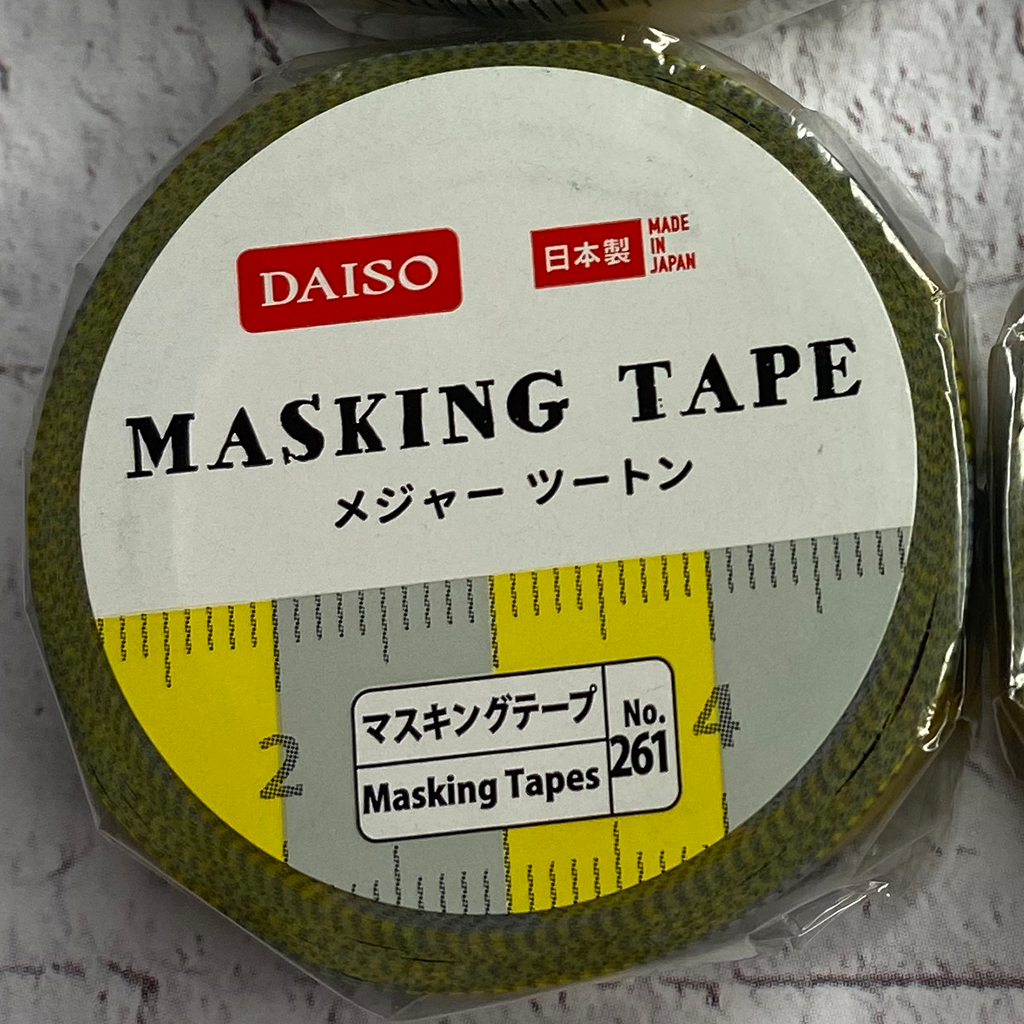 DAISO
日本製
MADE
IN
JAPAN
MASKING TAPE
メジャー ツートン
2
4
マスキングテープ
Masking Tapes
No.
261